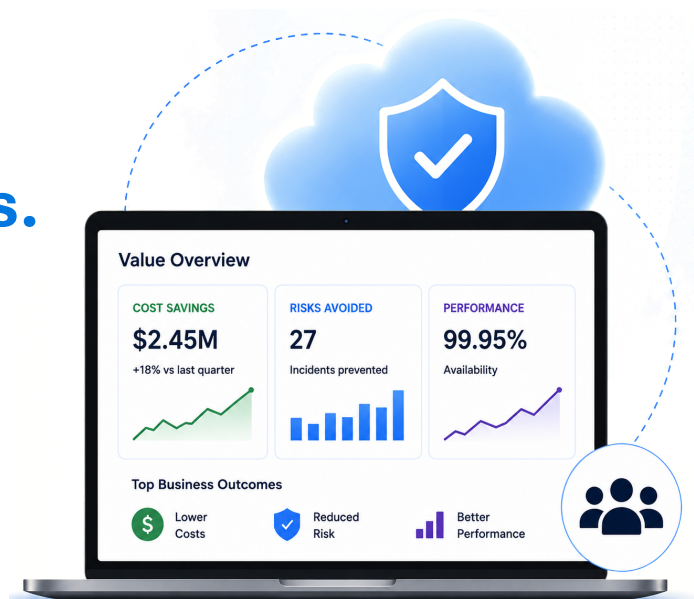 s.
Value Overview
COST SAVINGS
$2.45M
+18% vs last quarter
RISKS AVOIDED
27
Incidents prevented
PERFORMANCE
99.95%
Availability
Top Business Outcomes
Lower
Costs
Reduced
Risk
Better
Performance